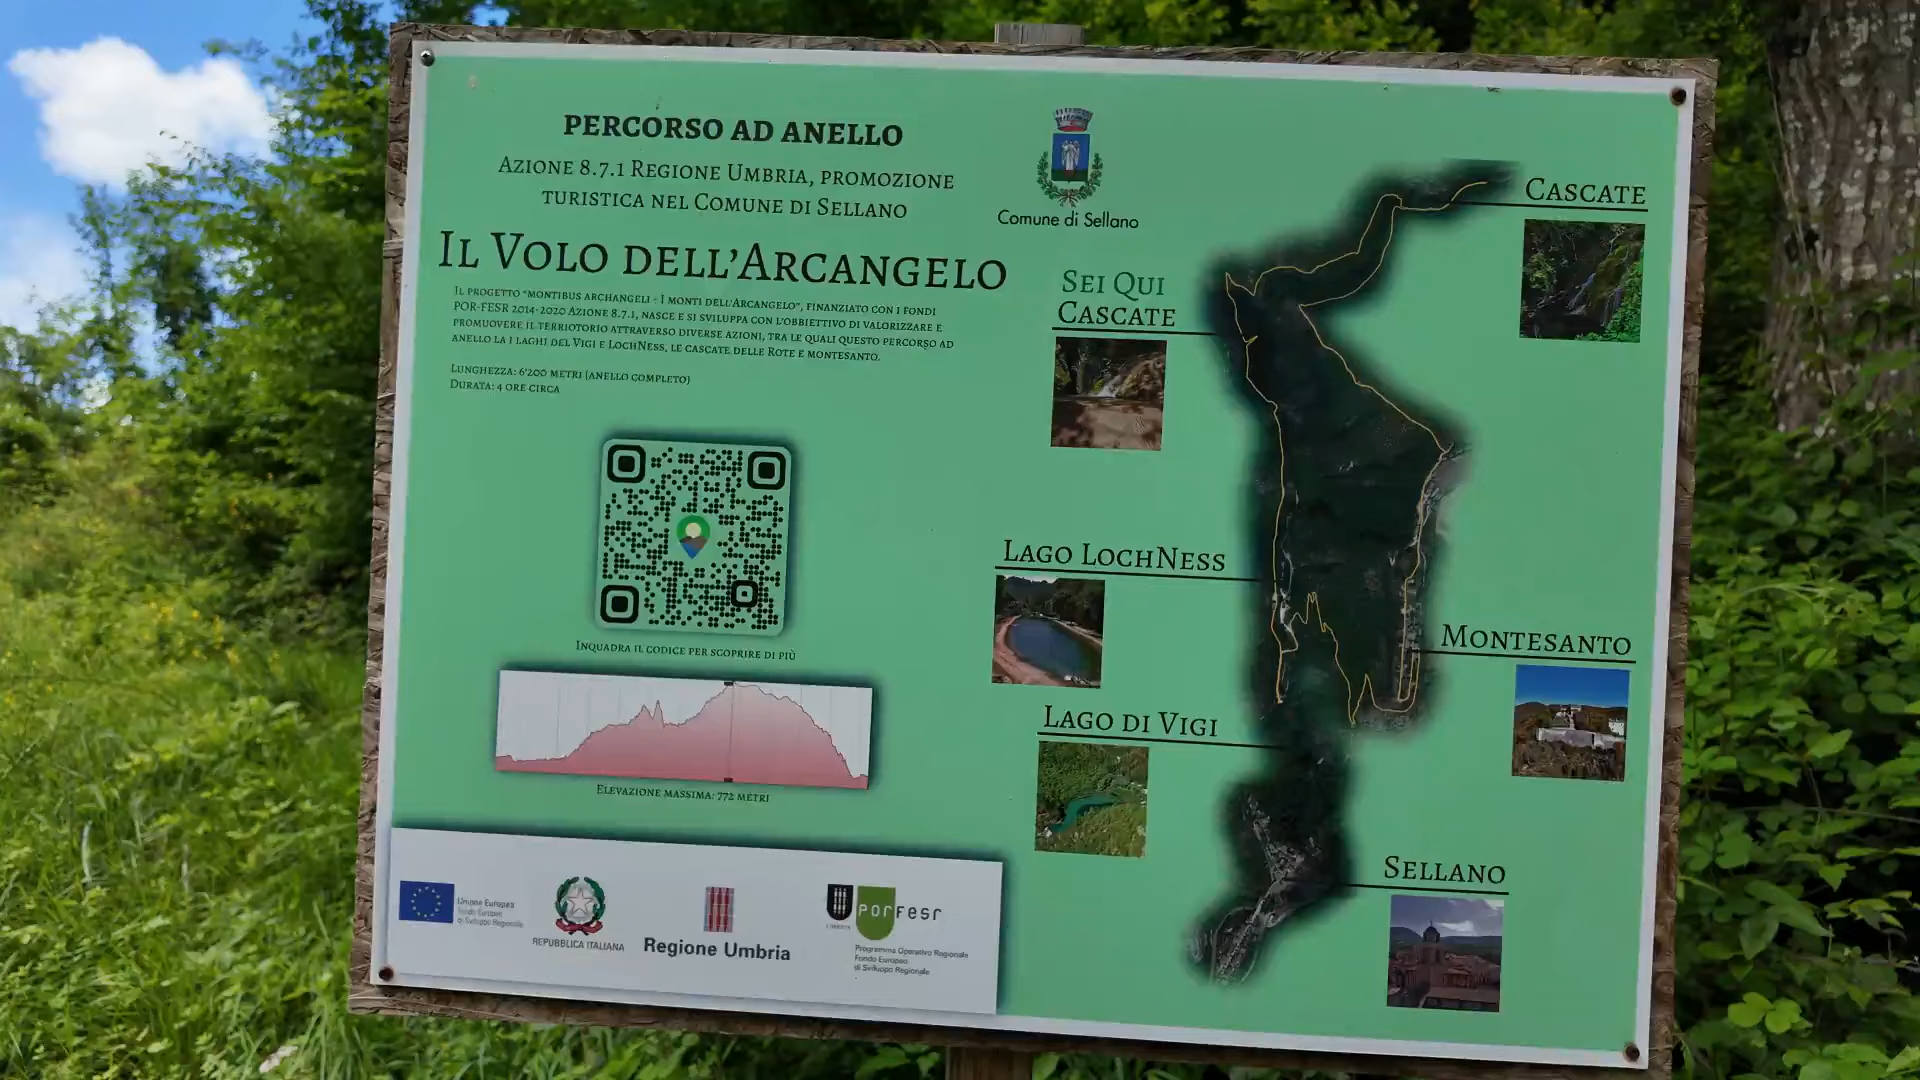 PERCORSO AD ANELLO
AZIONE 8.7.1 REGIONE UMBRIA, PROMOZIONE
TURISTICA NEL COMUNE DI SELLANO
IL VOLO DELL'ARCANGELO
IL PROGETTO "MONTIBUS ARCHANGELI - I MONTI DELL'ARCANGELO", FINANZIATO CON I FONDI
POR-FESR 2014-2020 AZIONE 8.7.1, NASCE E SI SVILUPPA CON L'OBBIETTIVO DI VALORIZZARE E
PROMUOVERE IL TERRIOTORIO ATTRAVERSO DIVERSE AZIONI, TRA LE QUALI QUESTO PERCORSO AD
ANELLO LA I LAGHI DEL VIGI E LOCHNESS, LE CASCATE DELLE ROTE E MONTESANTO.
LUNGHEZZA: 6'200 METRI (ANELLO COMPLETO)
DURATA: 4 ORE CIRCA
INQUADRA IL CODICE PER SCOPRIRE DI PIÙ
ELEVAZIONE MASSIMA: 772 METRI
Comune di Sellano
CASCATE
SEI QUI
CASCATE
LAGO LOCHNESS
MONTESANTO
LAGO DI VIGI
SELLANO
Unione Europea
Fondo Europeo
di Sviluppo Regionale
REPUBBLICA ITALIANA
Regione Umbria
porFesr
Programma Operativo Regionale
Fondo Europeo
di Sviluppo Regionale